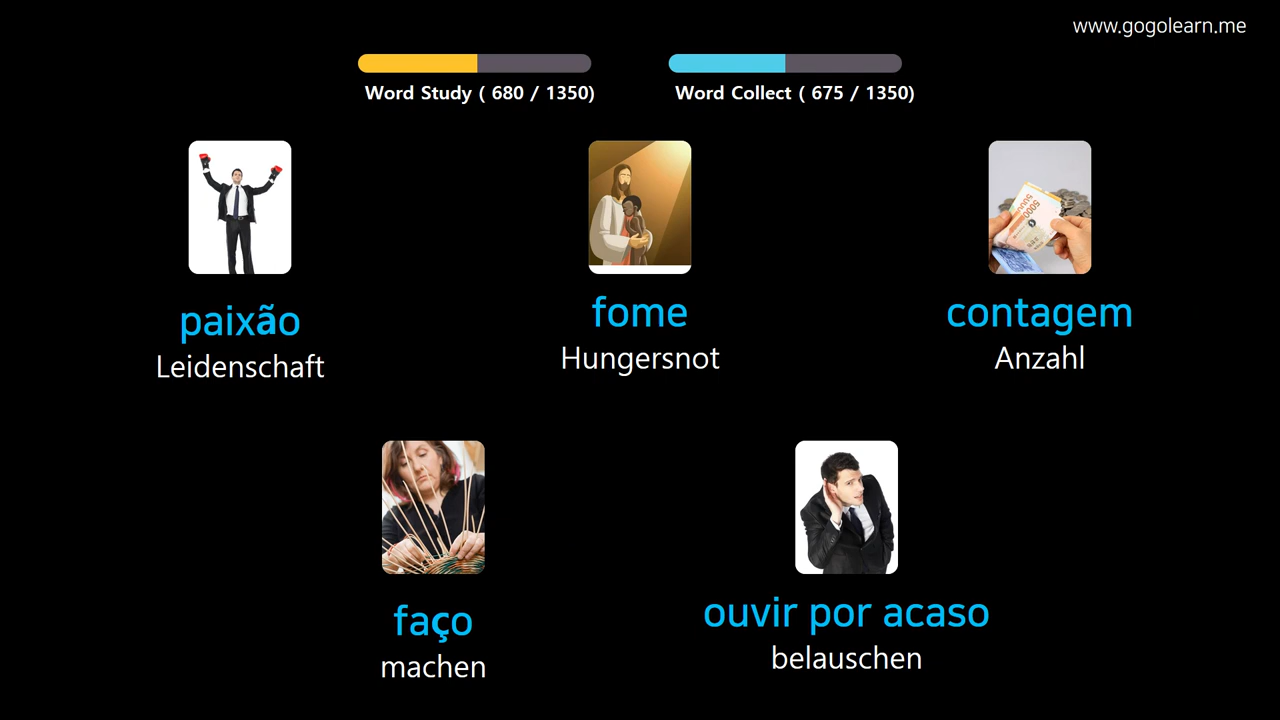 www.gogolearn.me
Word Study ( 680 / 1350)
Word Collect ( 675 / 1350)
paixão
Leidenschaft
fome
Hungersnot
contagem
Anzahl
faço
machen
ouvir por acaso
belauschen